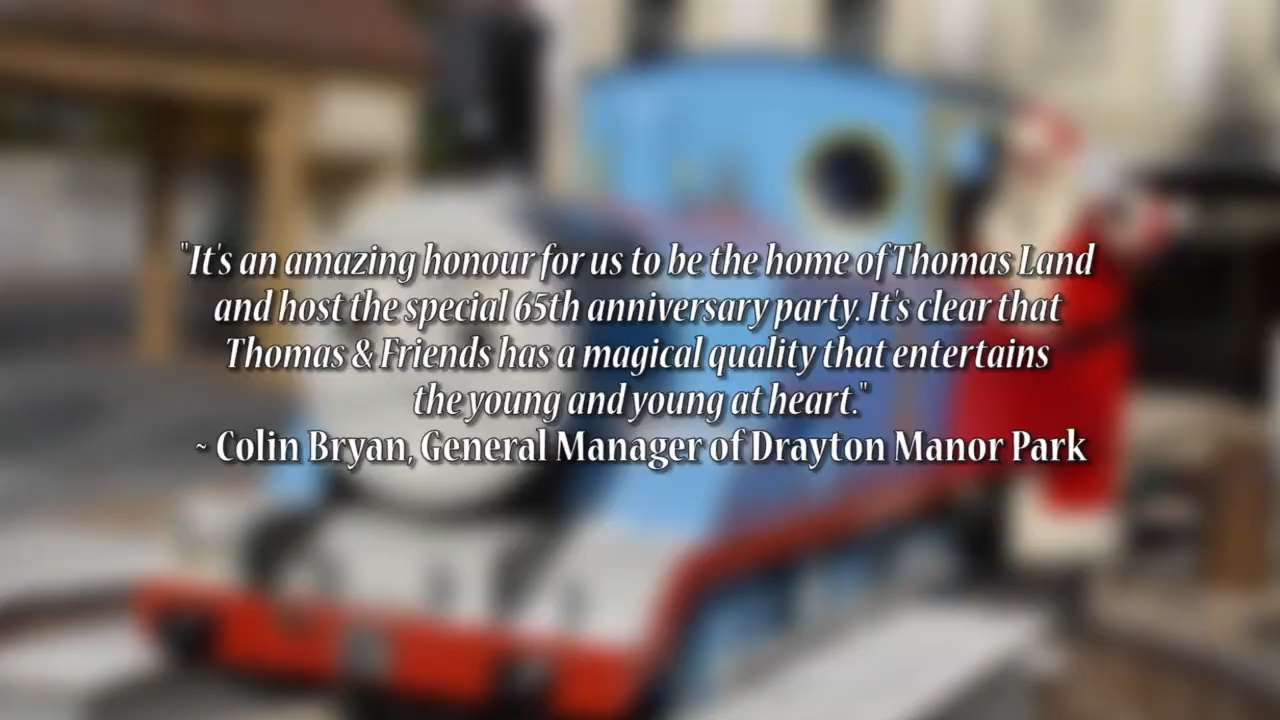 "It's an amazing honour for us to be the home of Thomas Land
and host the special 65th anniversary party. It's clear that
Thomas & Friends has a magical quality that entertains
the young and young at heart."
~ Colin Bryan, General Manager of Drayton Manor Park